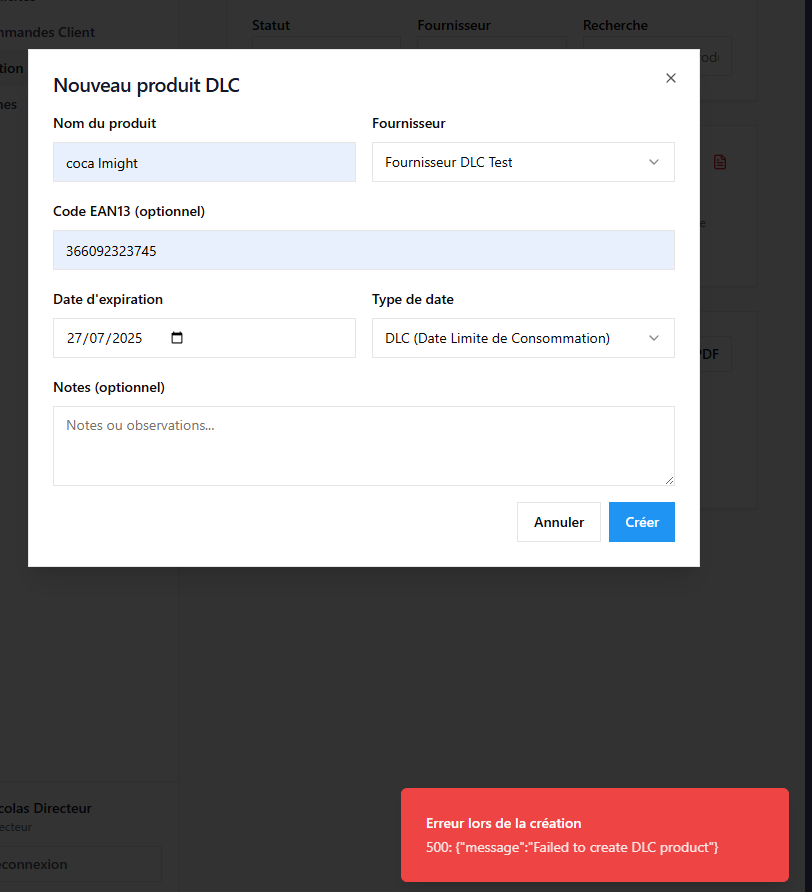 mmandes Client
Statut
Fournisseur
Recherche
tion
nes
Nouveau produit DLC
Nom du produit
Fournisseur
coca lmight
Fournisseur DLC Test
Code EAN13 (optionnel)
366092323745
Date d'expiration
Type de date
27/07/2025
DLC (Date Limite de Consommation)
PDF
Notes (optionnel)
Notes ou observations...
Annuler
Créer
colas Directeur
recteur
econnexion
Erreur lors de la création
500: {"message":"Failed to create DLC product"}